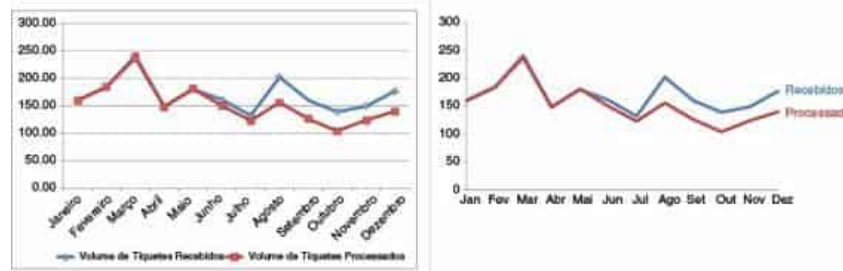 300.00
250.00
200.00
150.00
100.00
50.00
0.00
Janeiro Fevereiro Março Abril Maio Junho Julho Agosto Setembro Outubro Novembro Dezembro
Volume de Tíquetes Recebidos Volume de Tíquetes Processados
300
250
200
150
100
50
0
Recebidos
Processad
Jan Fev Mar Abr Mai Jun Jul Ago Set Out Nov Dez